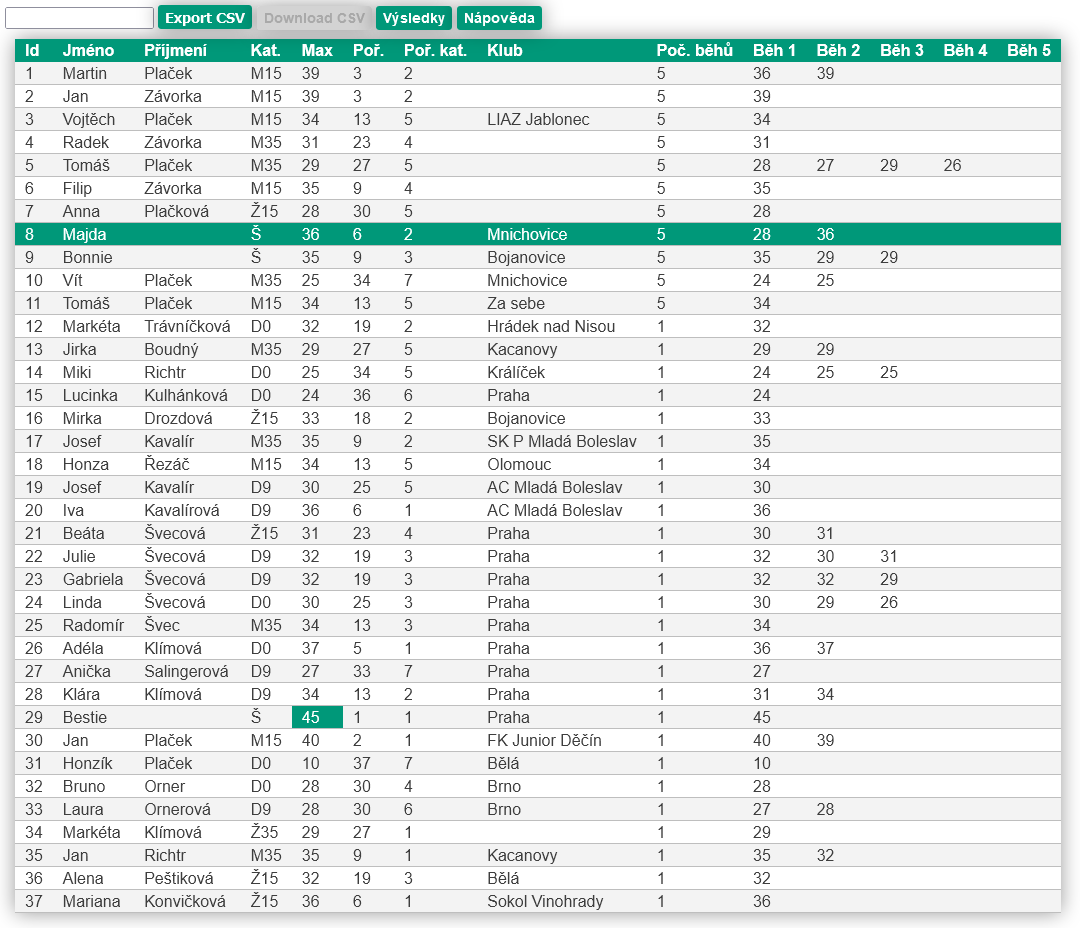 Export CSV Download CSV Výsledky Nápověda
Id Jméno Příjmení Kat. Max Poř. Poř. kat. Klub Poč. běhů Běh 1 Běh 2 Běh 3 Běh 4 Běh 5
1 Martin Plaček M15 39 3 2 5 36 39
2 Jan Závorka M15 39 3 2 5 39
3 Vojtěch Plaček M15 34 13 5 LIAZ Jablonec 5 34
4 Radek Závorka M35 31 23 4 5 31
5 Tomáš Plaček M35 29 27 5 5 28 27 29 26
6 Filip Závorka M15 35 9 4 5 35
7 Anna Plačková Ž15 28 30 5 5 28
8 Majda Š 36 6 2 Mnichovice 5 28 36
9 Bonnie Š 35 9 3 Bojanovice 5 35 29 29
10 Vít Plaček M35 25 34 7 Mnichovice 5 24 25
11 Tomáš Plaček M15 34 13 5 Za sebe 5 34
12 Markéta Trávníčková D0 32 19 2 Hrádek nad Nisou 1 32
13 Jirka Boudný M35 29 27 5 Kacanovy 1 29 29
14 Miki Richtr D0 25 34 5 Králíček 1 24 25 25
15 Lucinka Kulhánková D0 24 36 6 Praha 1 24
16 Mirka Drozdová Ž15 33 18 2 Bojanovice 1 33
17 Josef Kavalír M35 35 9 2 SK P Mladá Boleslav 1 35
18 Honza Řezáč M15 34 13 5 Olomouc 1 34
19 Josef Kavalír D9 30 25 5 AC Mladá Boleslav 1 30
20 Iva Kavalírová D9 36 6 1 AC Mladá Boleslav 1 36
21 Beáta Švecová Ž15 31 23 4 Praha 1 30 31
22 Julie Švecová D9 32 19 3 Praha 1 32 30 31
23 Gabriela Švecová D9 32 19 3 Praha 1 32 32 29
24 Linda Švecová D0 30 25 3 Praha 1 30 29 26
25 Radomír Švec M35 34 13 3 Praha 1 34
26 Adéla Klímová D0 37 5 1 Praha 1 36 37
27 Anička Salingerová D9 27 33 7 Praha 1 27
28 Klára Klímová D9 34 13 2 Praha 1 31 34
29 Bestie Š 45 1 1 Praha 1 45
30 Jan Plaček M15 40 2 1 FK Junior Děčín 1 40 39
31 Honzík Plaček D0 10 37 7 Bělá 1 10
32 Bruno Orner D0 28 30 4 Brno 1 28
33 Laura Ornerová D9 28 30 6 Brno 1 27 28
34 Markéta Klímová Ž35 29 27 1 1 29
35 Jan Richtr M35 35 9 1 Kacanovy 1 35 32
36 Alena Peštiková Ž15 32 19 3 Bělá 1 32
37 Mariana Konvičková Ž15 36 6 1 Sokol Vinohrady 1 36